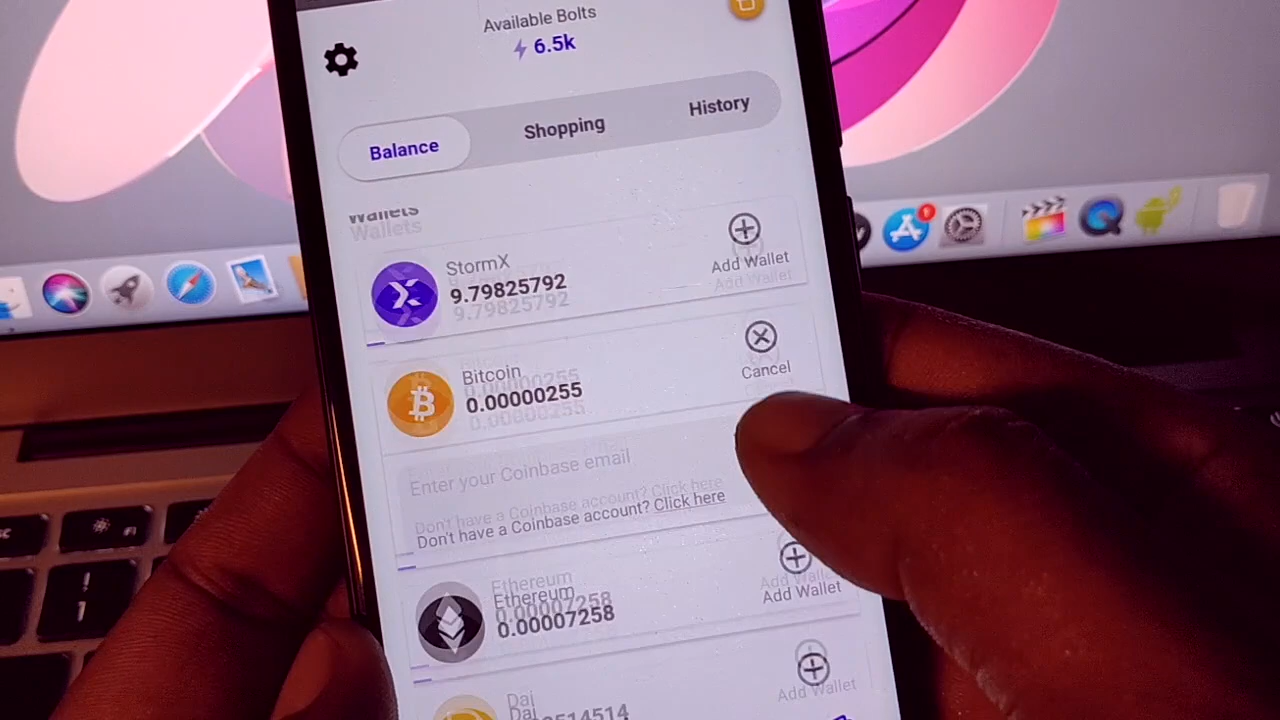 Available Bolts
6.5k
Balance
Shopping
History
Wallets
StormX
9.79825792
Add Wallet
Bitcoin
0.00000255
Cancel
Enter your Coinbase email
Don't have a Coinbase account? Click here
Ethereum
0.00007258
Add Wallet
Dai
Add Wallet